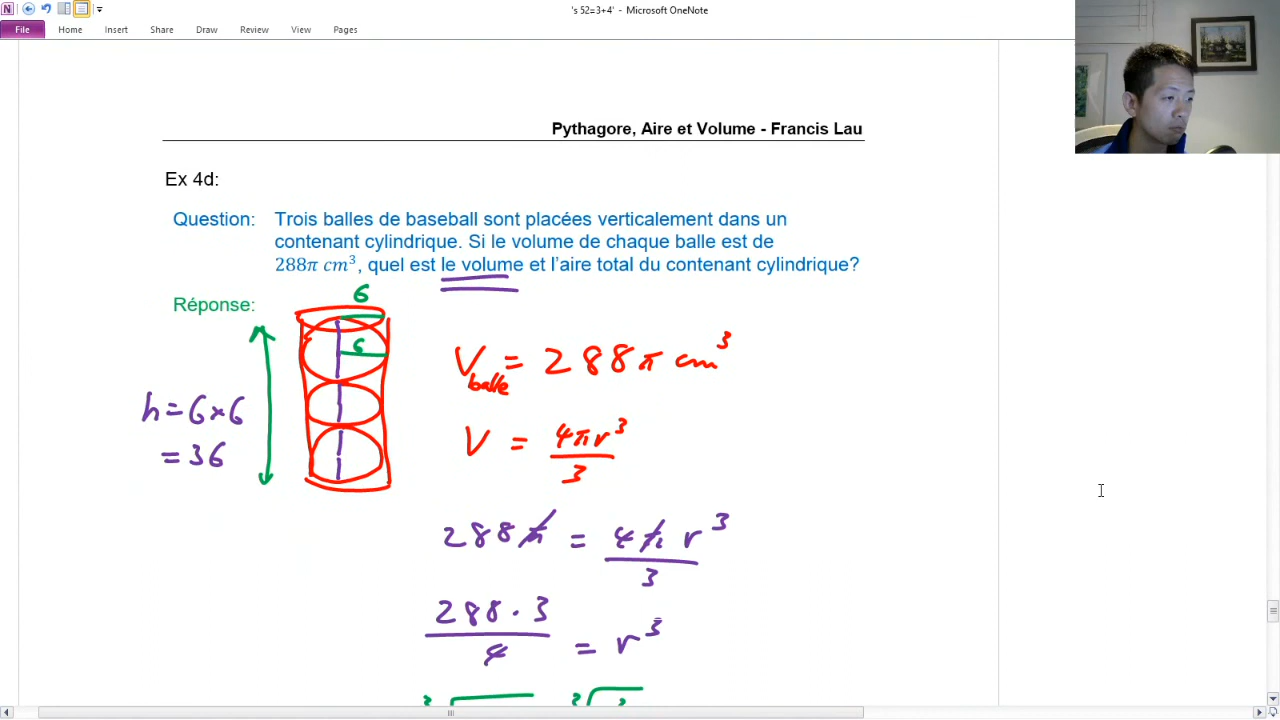 's 52=3+4' - Microsoft OneNote
File Home Insert Share Draw Review View Pages
Pythagore, Aire et Volume - Francis Lau
Ex 4d:
Question: Trois balles de baseball sont placées verticalement dans un
contenant cylindrique. Si le volume de chaque balle est de
288π cm³, quel est le volume et l'aire total du contenant cylindrique?
Réponse:
6
6
h = 6×6
= 36
V balle = 288π cm³
V = 4πr³/3
288π = 4πr³/3
288·3/4 = r³
3√ 3√ 3